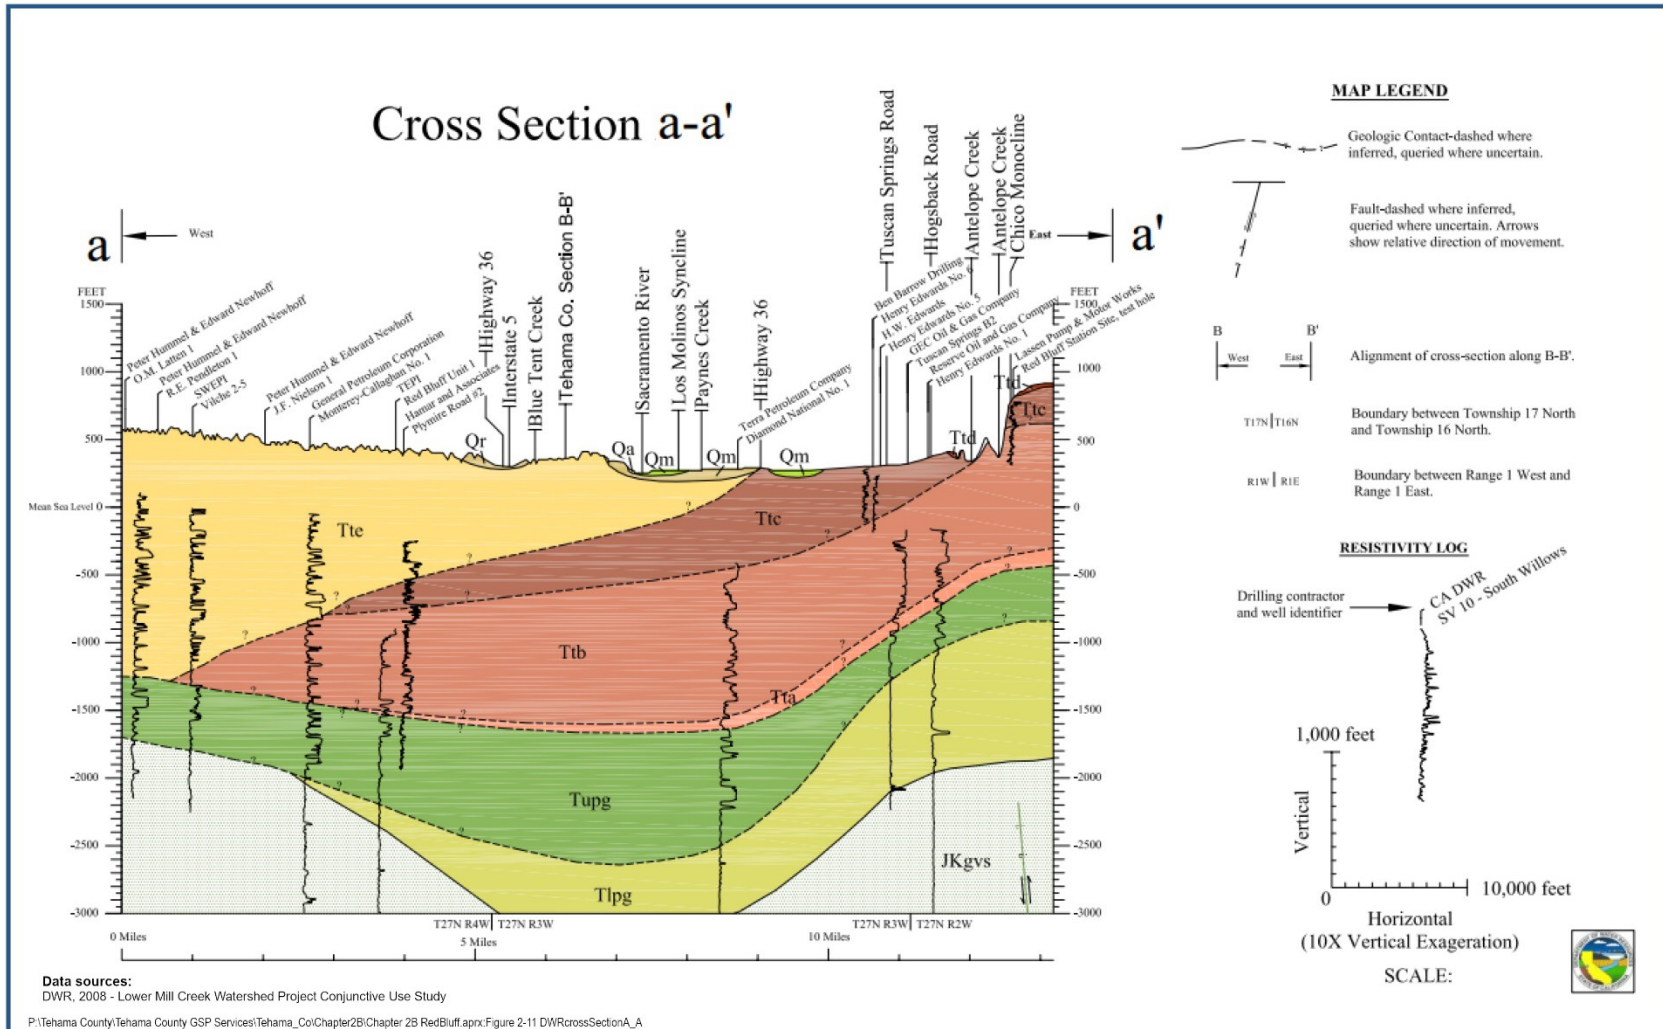 Cross Section a-a'
a
West
East
a'
FEET
1500
1000
500
Mean Sea Level 0
-500
-1000
-1500
-2000
-2500
-3000
Peter Hummel & Edward Newhoff
O.M. Latten 1
Peter Hummel & Edward Newhoff
R.E. Pendleton 1
SWEPI
Vilche 2-5
Peter Hummel & Edward Newhoff
J.F. Nielson 1
General Petroleum Corporation
Monterey-Callaghan No. 1
TEPI
Red Bluff Unit 1
Hamar and Associates
Plymire Road #2
Highway 36
Interstate 5
Blue Tent Creek
Tehama Co. Section B-B'
Sacramento River
Los Molinos Syncline
Paynes Creek
Highway 36
Terra Petroleum Company
Diamond National No. 1
Ben Barrow Drilling
Henry Edwards No. 6
H.W. Edwards
Henry Edwards No. 5
GEC Oil & Gas Company
Tuscan Springs B2
Reserve Oil and Gas Company
Henry Edwards No. 1
Lassen Pump & Motor Works
Red Bluff Station Site, test hole
Tuscan Springs Road
Hogsback Road
Antelope Creek
Antelope Creek
Chico Monocline
FEET
1500
1000
500
0
-500
-1000
-1500
-2000
-2500
-3000
Qr
Qa
Qm
Qm
Qm
Ttd
Ttd
Ttc
Tte
Ttc
Ttb
Tta
Tupg
Tlpg
JKgvs
T27N R4W T27N R3W
T27N R3W T27N R2W
0 Miles
5 Miles
10 Miles
MAP LEGEND
Geologic Contact-dashed where
inferred, queried where uncertain.
Fault-dashed where inferred,
queried where uncertain. Arrows
show relative direction of movement.
B
B'
West
East
Alignment of cross-section along B-B'.
T17N T16N
Boundary between Township 17 North
and Township 16 North.
R1W R1E
Boundary between Range 1 West and
Range 1 East.
RESISTIVITY LOG
Drilling contractor
and well identifier
CA DWR
SV 10 - South Willows
1,000 feet
Vertical
0
10,000 feet
Horizontal
(10X Vertical Exageration)
SCALE:
Data sources:
DWR, 2008 - Lower Mill Creek Watershed Project Conjunctive Use Study
P:\Tehama County\Tehama County GSP Services\Tehama_Co\Chapter2B\Chapter 2B RedBluff.aprx:Figure 2-11 DWRcrossSectionA_A